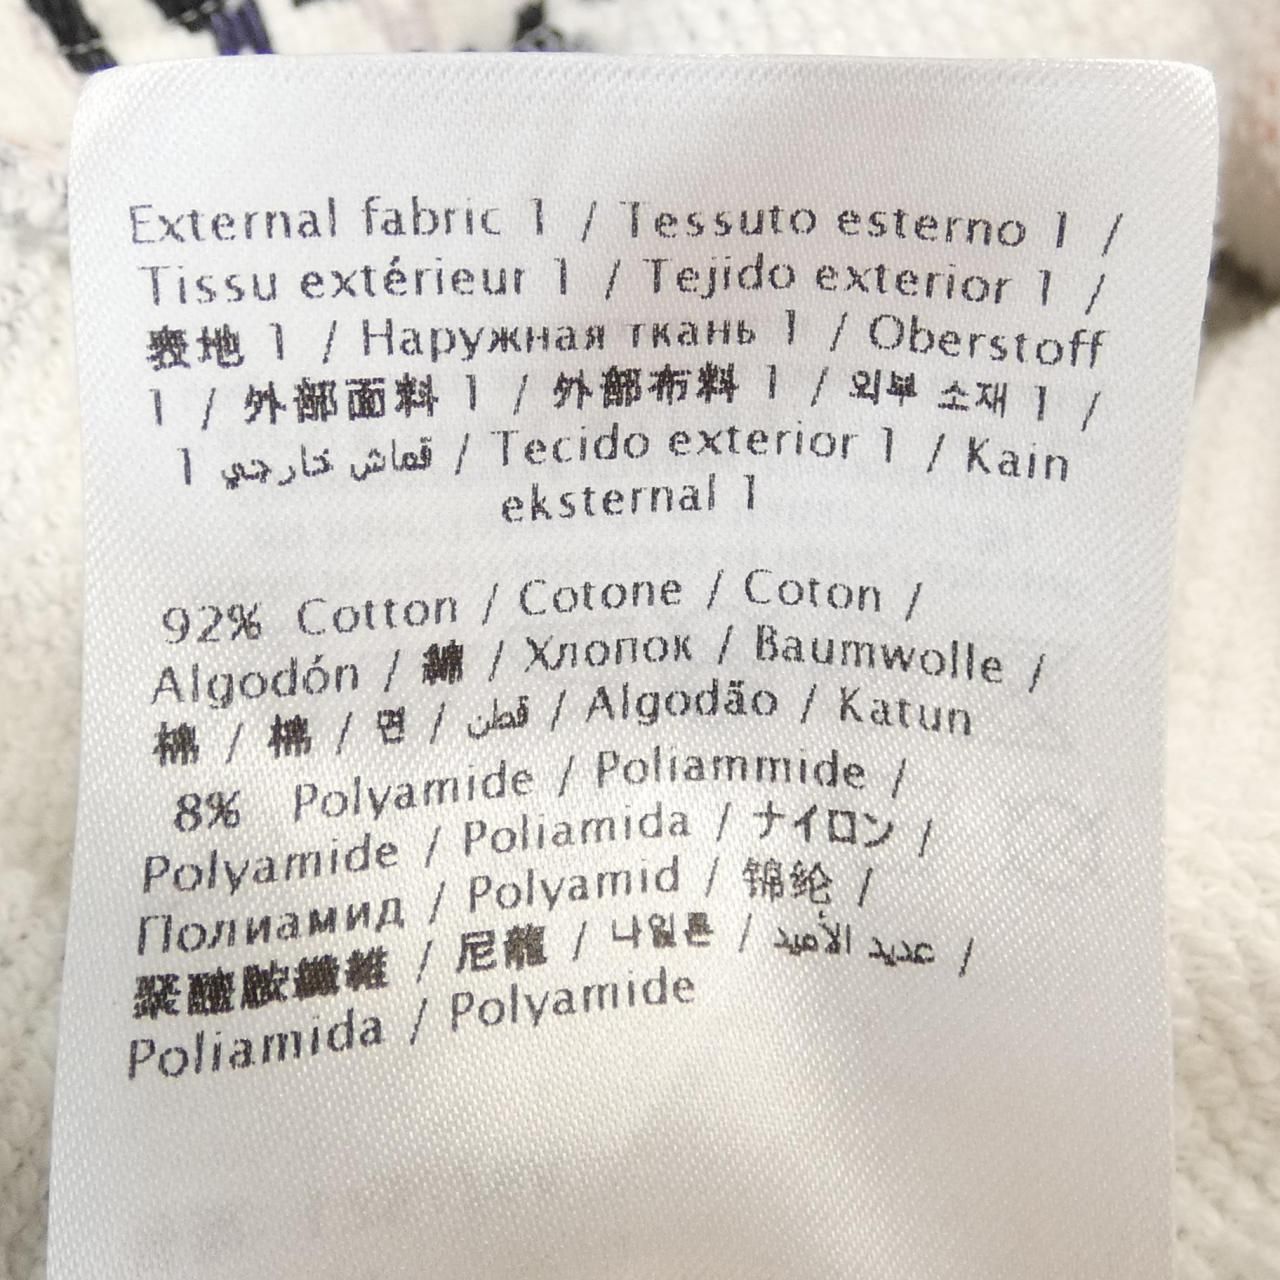 External fabric 1 / Tessuto esterno 1 /
Tissu extérieur 1 / Tejido exterior 1 /
表地 1 / Наружная ткань 1 / Oberstoff
1 / 外部面料 1 / 外部布料 1 / 외부 소재 1 /
1 قماش خارجي / Tecido exterior 1 / Kain
eksternal 1
92% Cotton / Cotone / Coton /
Algodón / 綿 / Хлопок / Baumwolle /
棉 / 棉 / 면 / قطن / Algodão / Katun
8% Polyamide / Poliammide /
Polyamide / Poliamida / ナイロン /
Полиамид / Polyamid / 锦纶 /
聚醯胺纖維 / 尼龍 / 나일론 / عديد الأميد /
Poliamida / Polyamide